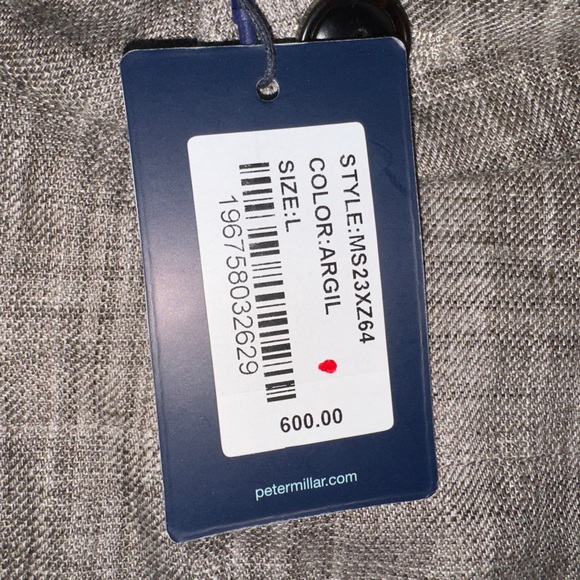 STYLE:MS23XZ64
COLOR:ARGIL
SIZE:L
196758032629
600.00
petermillar.com